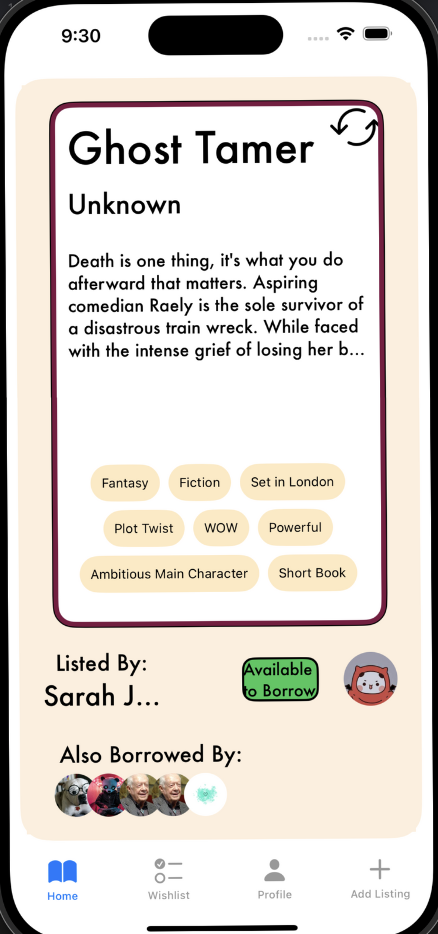 9:30
Ghost Tamer
Unknown
Death is one thing, it's what you do
afterward that matters. Aspiring
comedian Raely is the sole survivor of
a disastrous train wreck. While faced
with the intense grief of losing her b...
Fantasy Fiction Set in London
Plot Twist WOW Powerful
Ambitious Main Character Short Book
Listed By:
Sarah J...
Available
to Borrow
Also Borrowed By:
Home Wishlist Profile Add Listing